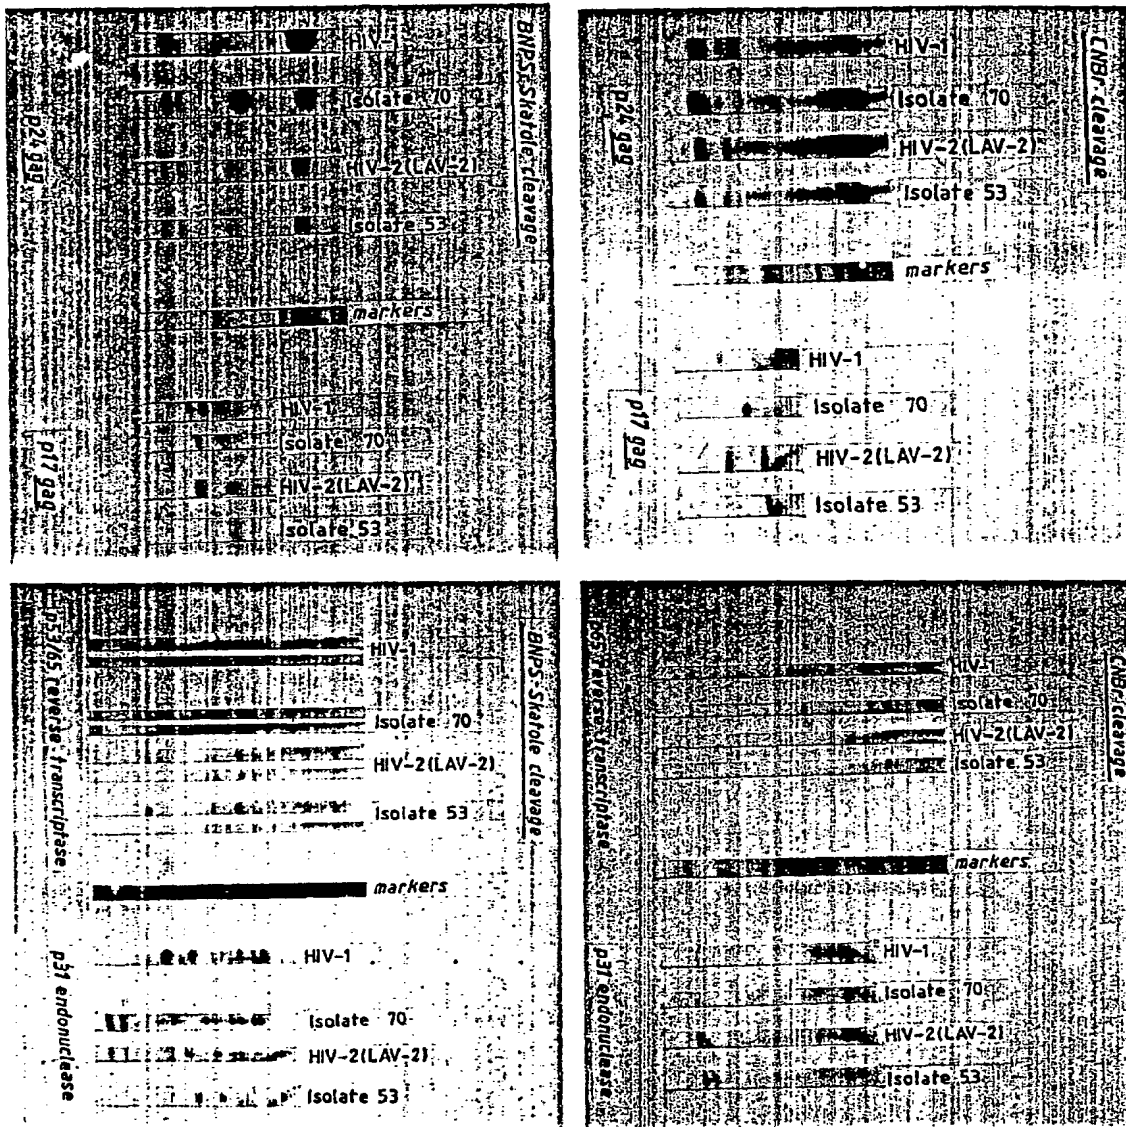 BNPS-Skatole cleavage
HIV-1
Isolate 70
HIV-2(LAV-2)
Isolate 53
p24 gag
markers
HIV-1
solate 70
HIV-2(LAV-2)
Isolate 53
p17 gag
CNBr-cleavage
HIV-1
Isolate 70
HIV-2(LAV-2)
Isolate 53
p24 gag
markers
HIV-1
Isolate 70
HIV-2(LAV-2)
Isolate 53
p17 gag
BNPS-Skatole cleavage
HIV-1
Isolate 70
HIV-2(LAV-2)
Isolate 53
p53/65 reverse transcriptase
markers
HIV-1
Isolate 70
HIV-2(LAV-2)
Isolate 53
p31 endonuclease
CNBr-cleavage
HIV-1
Isolate 70
HIV-2(LAV-2)
Isolate 53
reverse transcriptase
markers
HIV-1
Isolate 70
HIV-2(LAV-2)
Isolate 53
p31 endonuclease